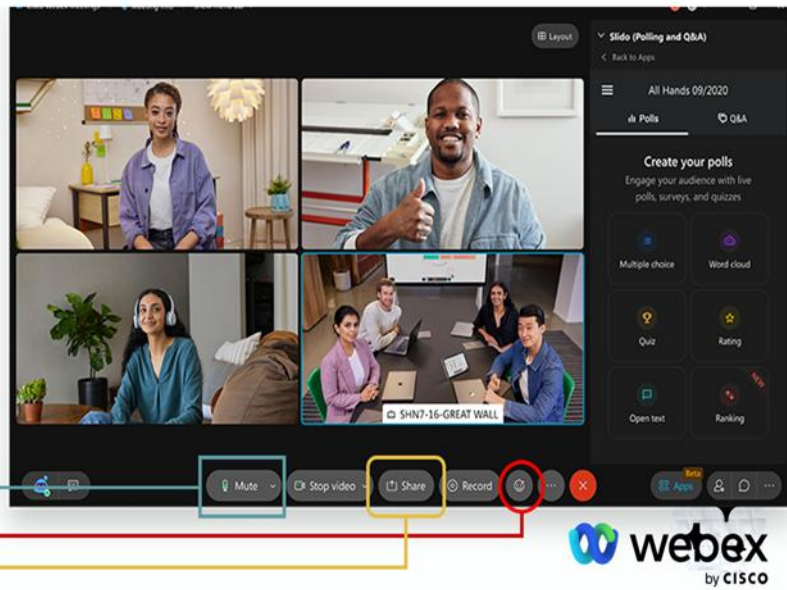 Layout
Slido (Polling and Q&A)
Back to Apps
All Hands 09/2020
Polls
Q&A
Create your polls
Engage your audience with live
polls, surveys, and quizzes
Multiple choice
Word cloud
Quiz
Rating
NEW
Open text
Ranking
SHN7-16-GREAT WALL
Mute
Stop video
Share
Record
Beta
Apps
webex
by CISCO